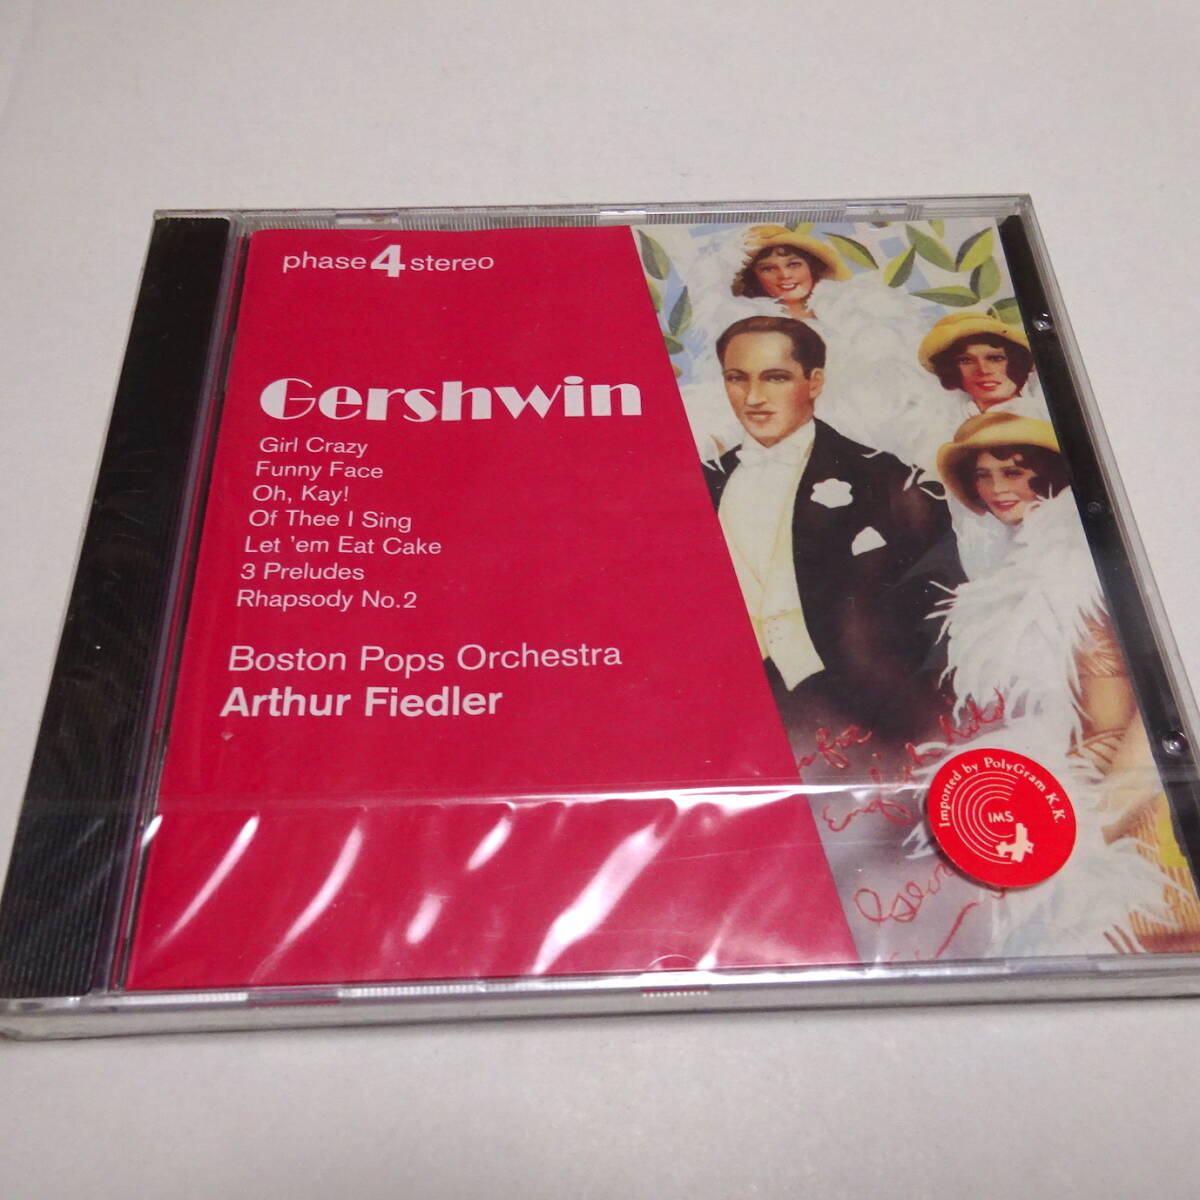 phase 4 stereo
Gershwin
Girl Crazy
Funny Face
Oh, Kay!
Of Thee I Sing
Let 'em Eat Cake
3 Preludes
Rhapsody No.2
Boston Pops Orchestra
Arthur Fiedler
Imported by PolyGram K.K.
IMS